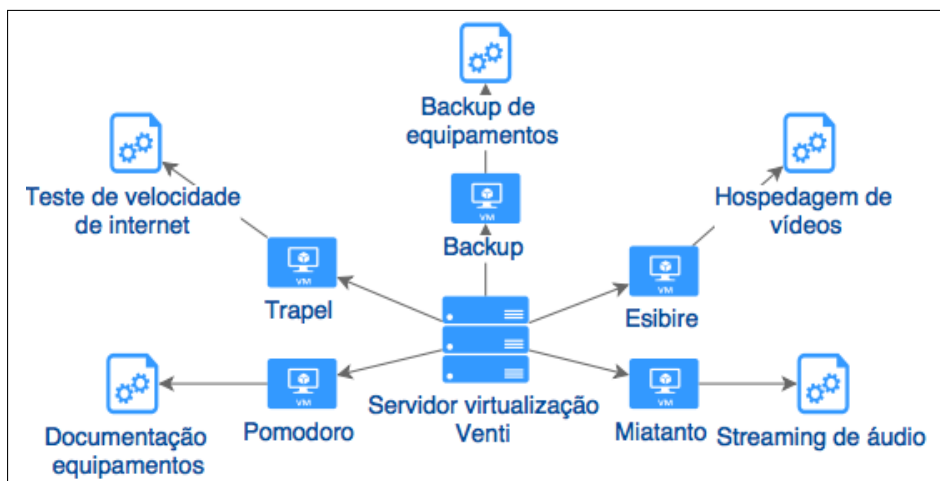 Backup de
equipamentos
Teste de velocidade
de internet
Hospedagem de
vídeos
VM
Backup
VM
Trapel
VM
Esibire
VM
Pomodoro
Servidor virtualização
Venti
VM
Miatanto
Documentação
equipamentos
Streaming de áudio